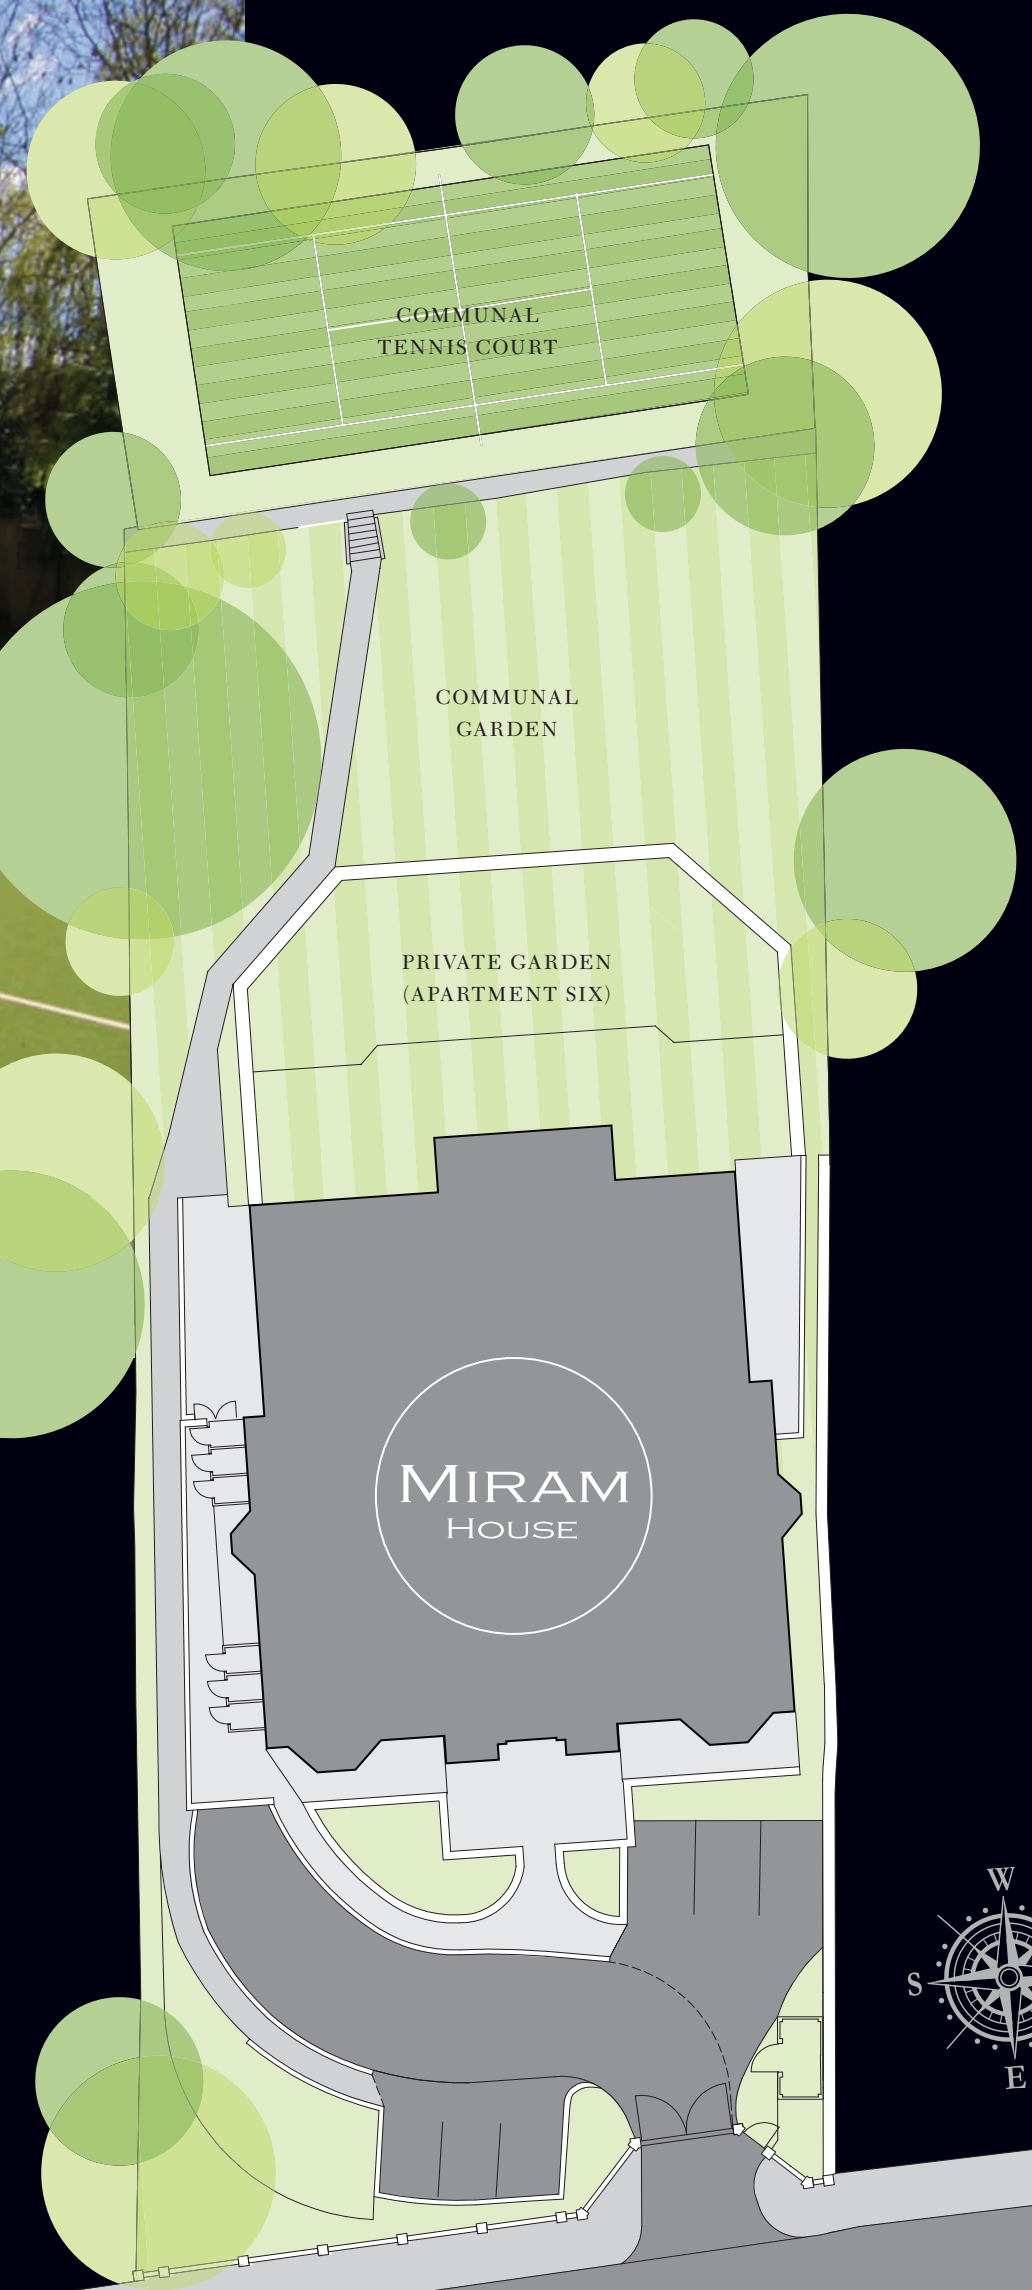 COMMUNAL
TENNIS COURT
COMMUNAL
GARDEN
PRIVATE GARDEN
(APARTMENT SIX)
MIRAM
HOUSE
W
S
E